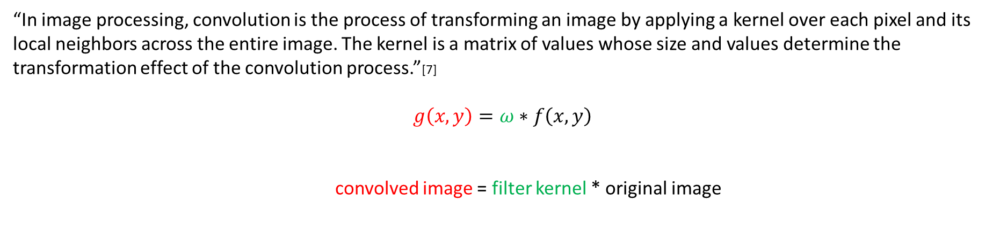 “In image processing, convolution is the process of transforming an image by applying a kernel over each pixel and its
local neighbors across the entire image. The kernel is a matrix of values whose size and values determine the
transformation effect of the convolution process.”[7]
g(x, y) = ω ∗ f(x, y)
convolved image = filter kernel * original image